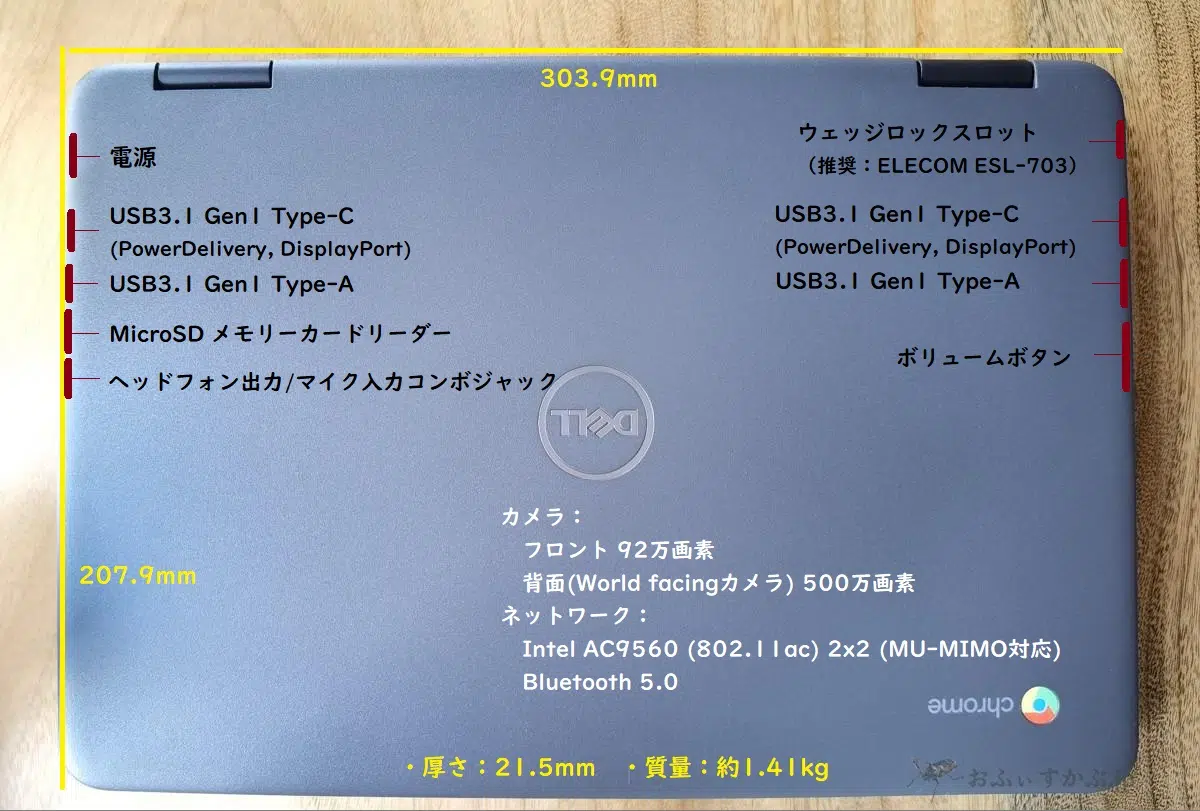 303.9mm
電源
USB3.1 Gen1 Type-C
(PowerDelivery, DisplayPort)
USB3.1 Gen1 Type-A
MicroSD メモリーカードリーダー
ヘッドフォン出力/マイク入力コンボジャック
ウェッジロックスロット
（推奨：ELECOM ESL-703）
USB3.1 Gen1 Type-C
(PowerDelivery, DisplayPort)
USB3.1 Gen1 Type-A
ボリュームボタン
DELL
207.9mm
カメラ：
フロント 92万画素
背面(World facingカメラ) 500万画素
ネットワーク：
Intel AC9560 (802.11ac) 2x2 (MU-MIMO対応)
Bluetooth 5.0
chrome
・厚さ：21.5mm ・質量：約1.41kg
おふぃすかぶ